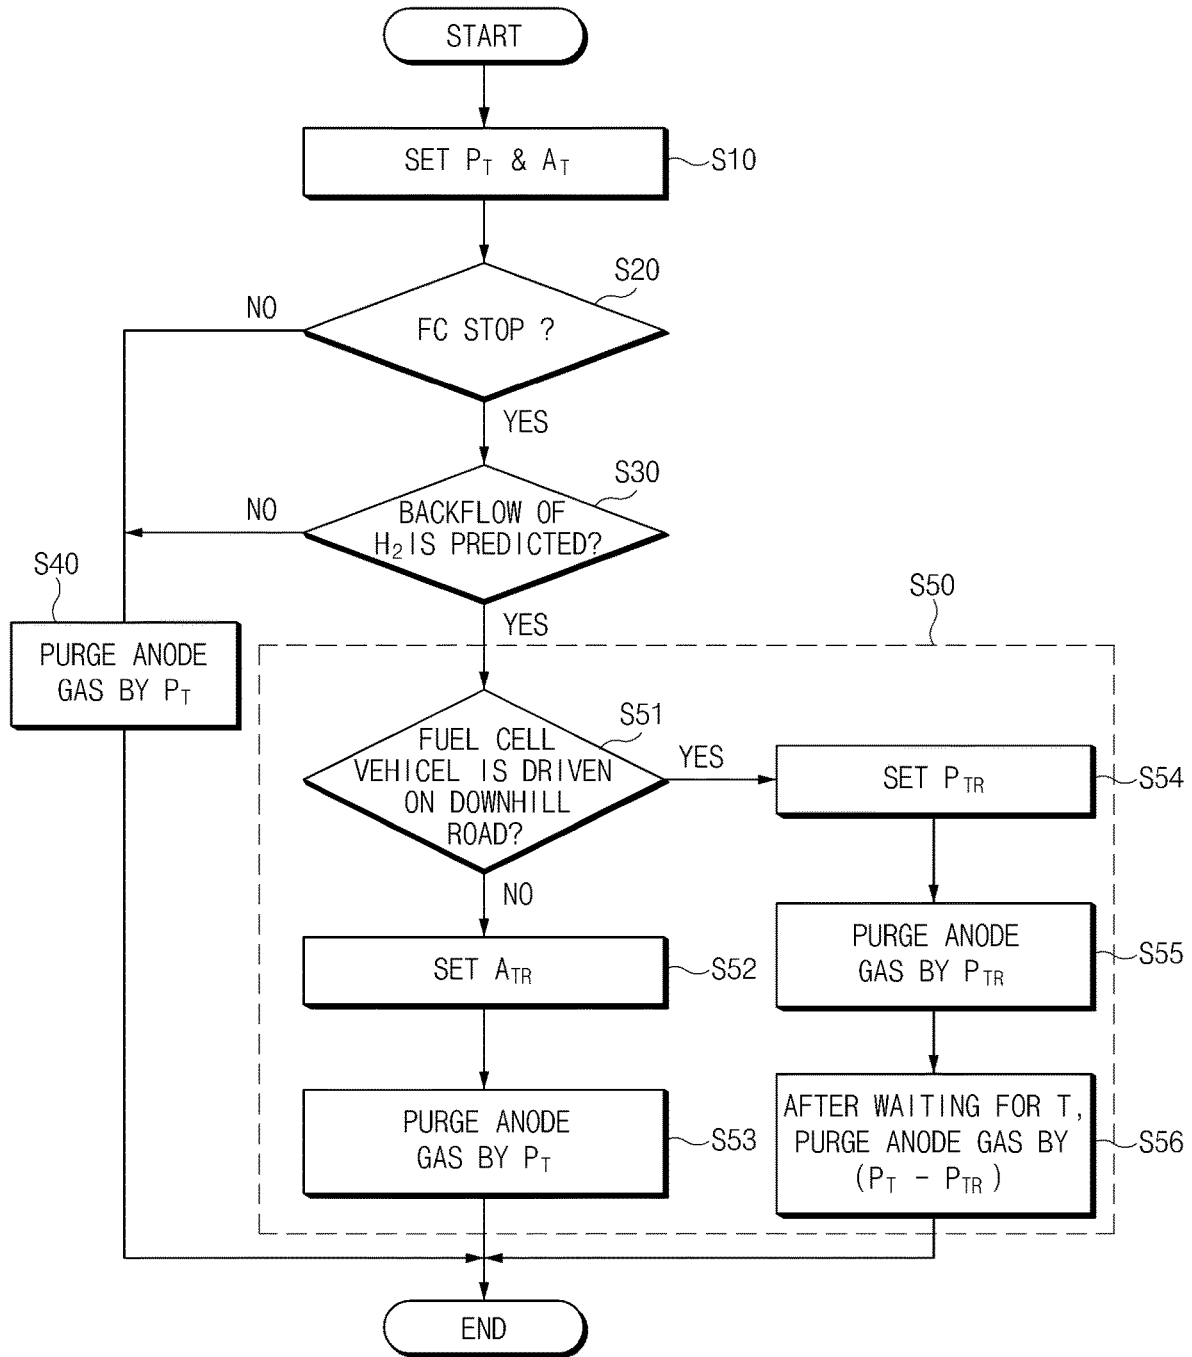 START
SET P_T & A_T
S10
S20
NO
FC STOP ?
YES
S30
NO
BACKFLOW OF
H₂ IS PREDICTED?
S40
YES
S50
PURGE ANODE
GAS BY P_T
S51
FUEL CELL
VEHICEL IS DRIVEN
ON DOWNHILL
ROAD?
YES
SET P_TR
S54
NO
PURGE ANODE
GAS BY P_TR
S55
SET A_TR
S52
AFTER WAITING FOR T,
PURGE ANODE GAS BY
(P_T - P_TR)
S56
PURGE ANODE
GAS BY P_T
S53
END